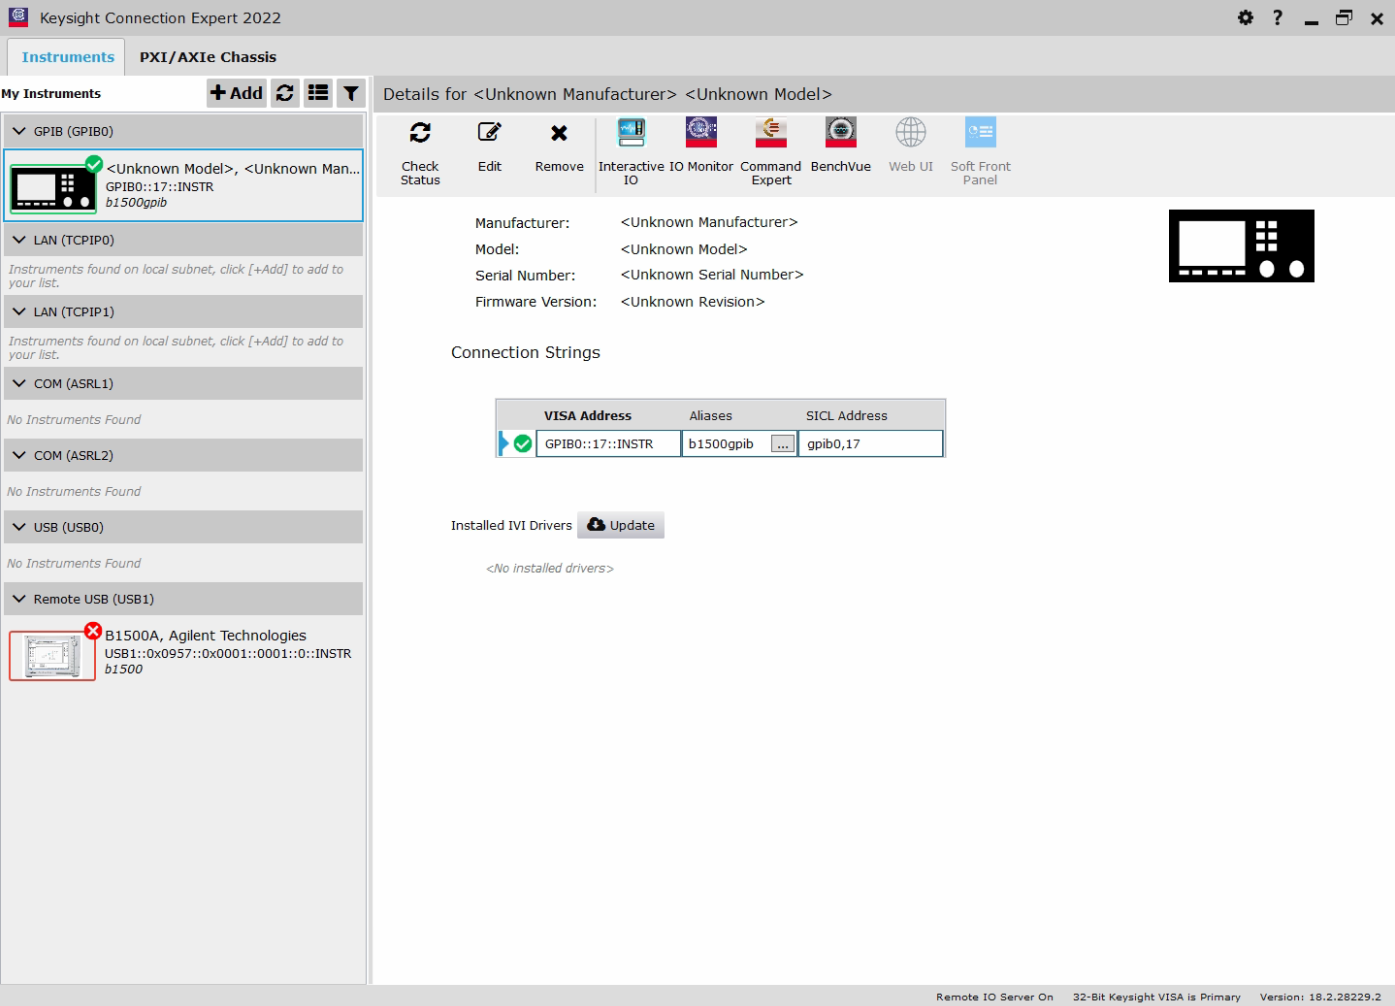 Keysight Connection Expert 2022
?
Instruments
PXI/AXIe Chassis
My Instruments
Add
GPIB (GPIB0)
<Unknown Model>, <Unknown Man...
GPIB0::17::INSTR
b1500gpib
LAN (TCPIP0)
Instruments found on local subnet, click [+Add] to add to
your list.
LAN (TCPIP1)
Instruments found on local subnet, click [+Add] to add to
your list.
COM (ASRL1)
No Instruments Found
COM (ASRL2)
No Instruments Found
USB (USB0)
No Instruments Found
Remote USB (USB1)
B1500A, Agilent Technologies
USB1::0x0957::0x0001::0001::0::INSTR
b1500
Details for <Unknown Manufacturer> <Unknown Model>
Check
Status
Edit
Remove
Interactive
IO
IO Monitor
Command
Expert
BenchVue
Web UI
Soft Front
Panel
Manufacturer: <Unknown Manufacturer>
Model: <Unknown Model>
Serial Number: <Unknown Serial Number>
Firmware Version: <Unknown Revision>
Connection Strings
VISA Address Aliases SICL Address
GPIB0::17::INSTR b1500gpib ... gpib0,17
Installed IVI Drivers Update
<No installed drivers>
Remote IO Server On 32-Bit Keysight VISA is Primary Version: 18.2.28229.2